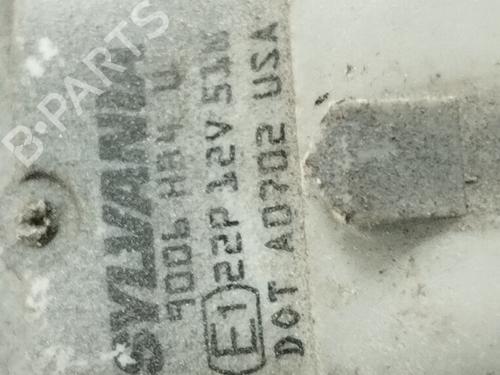 SYLVANIA
9006 HB4 U
E1 22P 12V 51W
DOT A0702 USA
B-PARTS